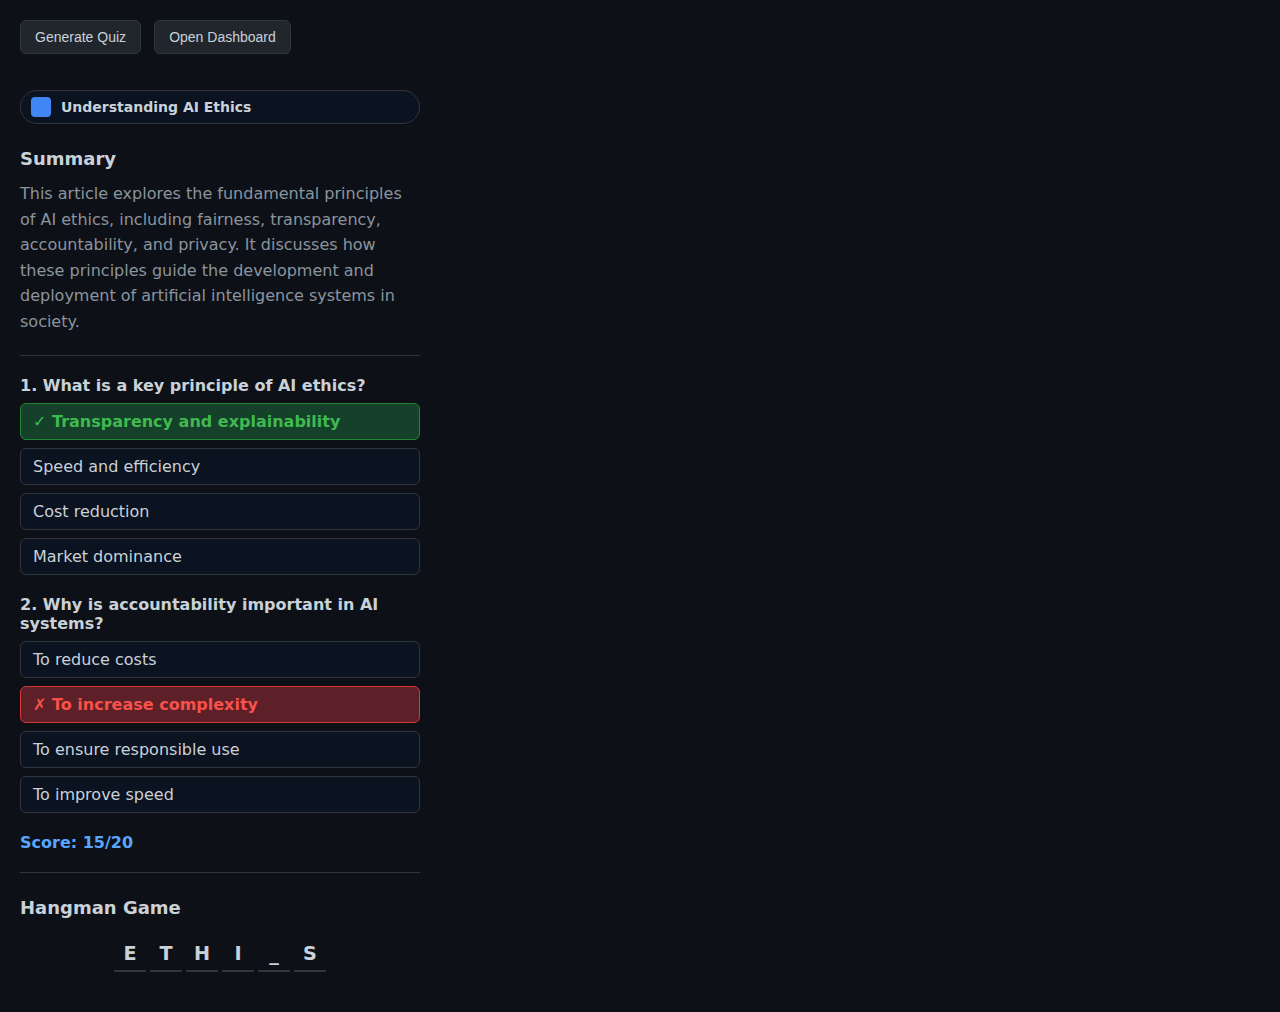 Generate Quiz Open Dashboard
Understanding AI Ethics
Summary
This article explores the fundamental principles
of AI ethics, including fairness, transparency,
accountability, and privacy. It discusses how
these principles guide the development and
deployment of artificial intelligence systems in
society.
1. What is a key principle of AI ethics?
✓ Transparency and explainability
Speed and efficiency
Cost reduction
Market dominance
2. Why is accountability important in AI
systems?
To reduce costs
✗ To increase complexity
To ensure responsible use
To improve speed
Score: 15/20
Hangman Game
E T H I _ S